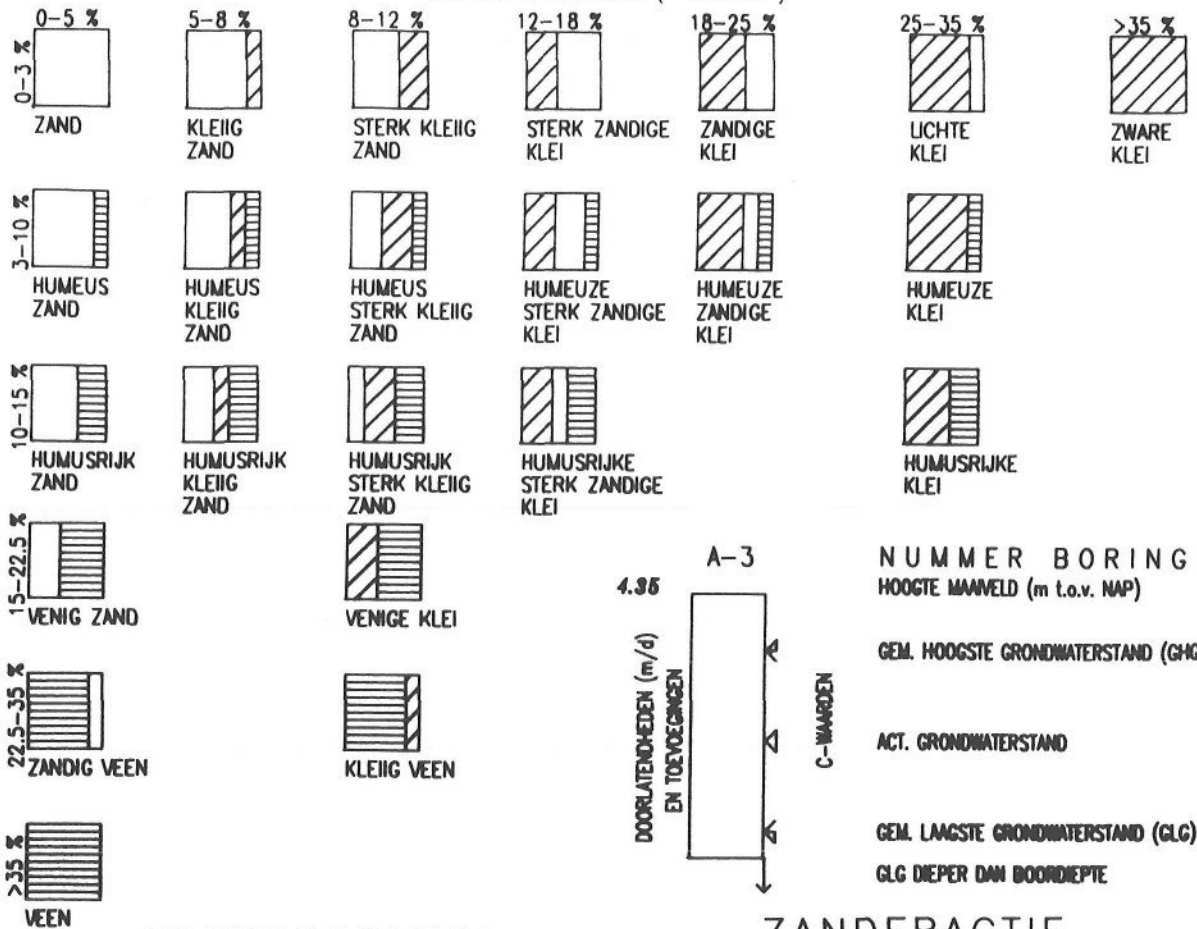 0-5 % 5-8 % 8-12 % 12-18 % 18-25 % 25-35 % >35 %
0-3 %
ZAND
KLEIIG
ZAND
STERK KLEIIG
ZAND
STERK ZANDIGE
KLEI
ZANDIGE
KLEI
LICHTE
KLEI
ZWARE
KLEI
3-10 %
HUMEUS
ZAND
HUMEUS
KLEIIG
ZAND
HUMEUS
STERK KLEIIG
ZAND
HUMEUZE
STERK ZANDIGE
KLEI
HUMEUZE
ZANDIGE
KLEI
HUMEUZE
KLEI
10-15 %
HUMUSRIJK
ZAND
HUMUSRIJK
KLEIIG
ZAND
HUMUSRIJK
STERK KLEIIG
ZAND
HUMUSRIJKE
STERK ZANDIGE
KLEI
HUMUSRIJKE
KLEI
15-22.5 %
VENIG ZAND
VENIGE KLEI
22.5-35 %
ZANDIG VEEN
KLEIIG VEEN
>35 %
VEEN
A-3
4.35
DOORLATENDHEDEN (m/d)
EN TOEVOEGINGEN
C-WAARDEN
NUMMER BORING
HOOGTE MAAIVELD (m t.o.v. NAP)
GEM. HOOGSTE GRONDWATERSTAND (GHG
ACT. GRONDWATERSTAND
GEM. LAAGSTE GRONDWATERSTAND (GLG)
GLG DIEPER DAN BOORDIEPTE